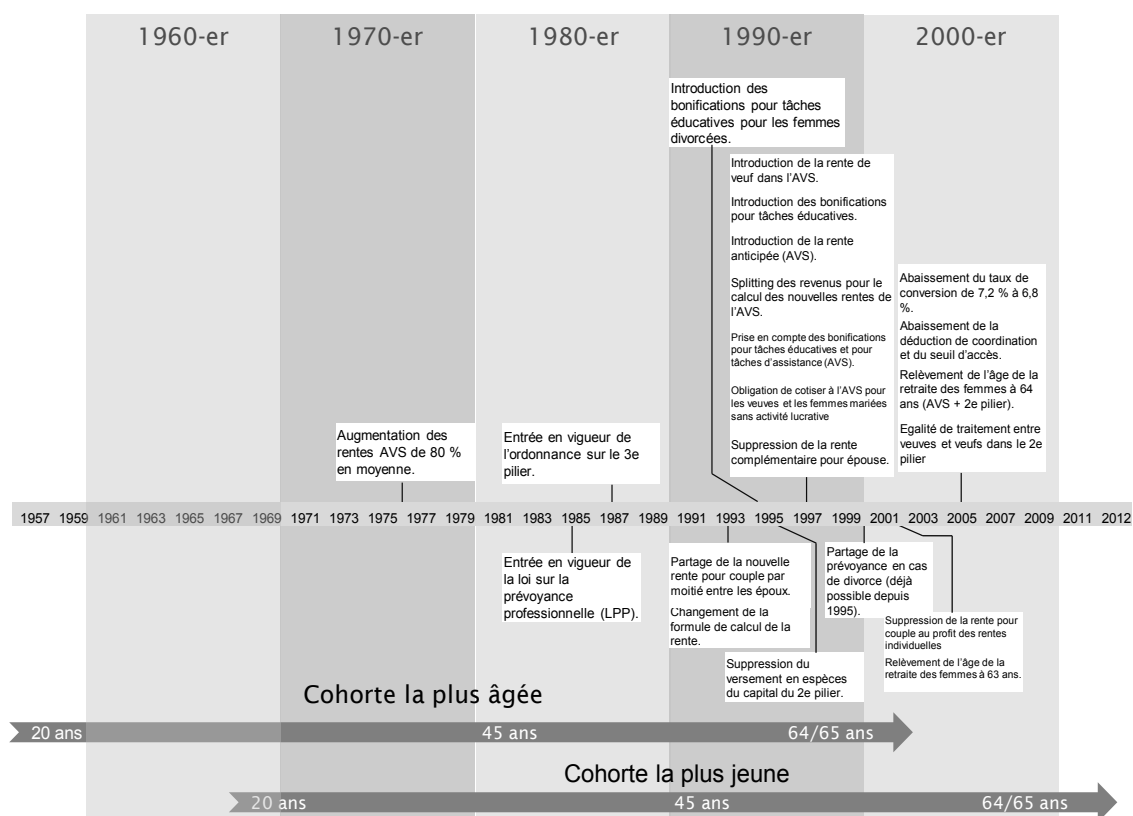 1960-er 1970-er 1980-er 1990-er 2000-er
Introduction des
bonifications pour tâches
éducatives pour les femmes
divorcées.
Introduction de la rente de
veuf dans l'AVS.
Introduction des bonifications
pour tâches éducatives.
Introduction de la rente
anticipée (AVS).
Splitting des revenus pour le
calcul des nouvelles rentes de
l'AVS.
Prise en compte des bonifications
pour tâches éducatives et pour
tâches d'assistance (AVS).
Obligation de cotiser à l'AVS pour
les veuves et les femmes mariées
sans activité lucrative
Suppression de la rente
complémentaire pour épouse.
Abaissement du taux de
conversion de 7,2 % à 6,8
%.
Abaissement de la
déduction de coordination
et du seuil d'accès.
Relèvement de l'âge de la
retraite des femmes à 64
ans (AVS + 2e pilier).
Egalité de traitement entre
veuves et veufs dans le 2e
pilier
Augmentation des
rentes AVS de 80 %
en moyenne.
Entrée en vigueur de
l'ordonnance sur le 3e
pilier.
1957 1959 1961 1963 1965 1967 1969 1971 1973 1975 1977 1979 1981 1983 1985 1987 1989 1991 1993 1995 1997 1999 2001 2003 2005 2007 2009 2011 2012
Entrée en vigueur de
la loi sur la
prévoyance
professionnelle (LPP).
Partage de la nouvelle
rente pour couple par
moitié entre les époux.
Changement de la
formule de calcul de la
rente.
Suppression du
versement en espèces
du capital du 2e pilier.
Partage de la
prévoyance en cas
de divorce (déjà
possible depuis
1995).
Suppression de la rente pour
couple au profit des rentes
individuelles
Relèvement de l'âge de la
retraite des femmes à 63 ans.
Cohorte la plus âgée
20 ans 45 ans 64/65 ans
Cohorte la plus jeune
20 ans 45 ans 64/65 ans